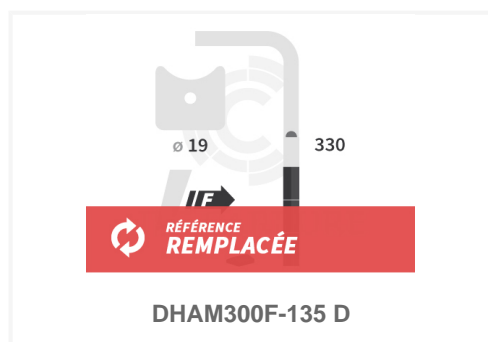 ø 19
330
F
RÉFÉRENCE
REMPLACÉE
DHAM300F-135 D